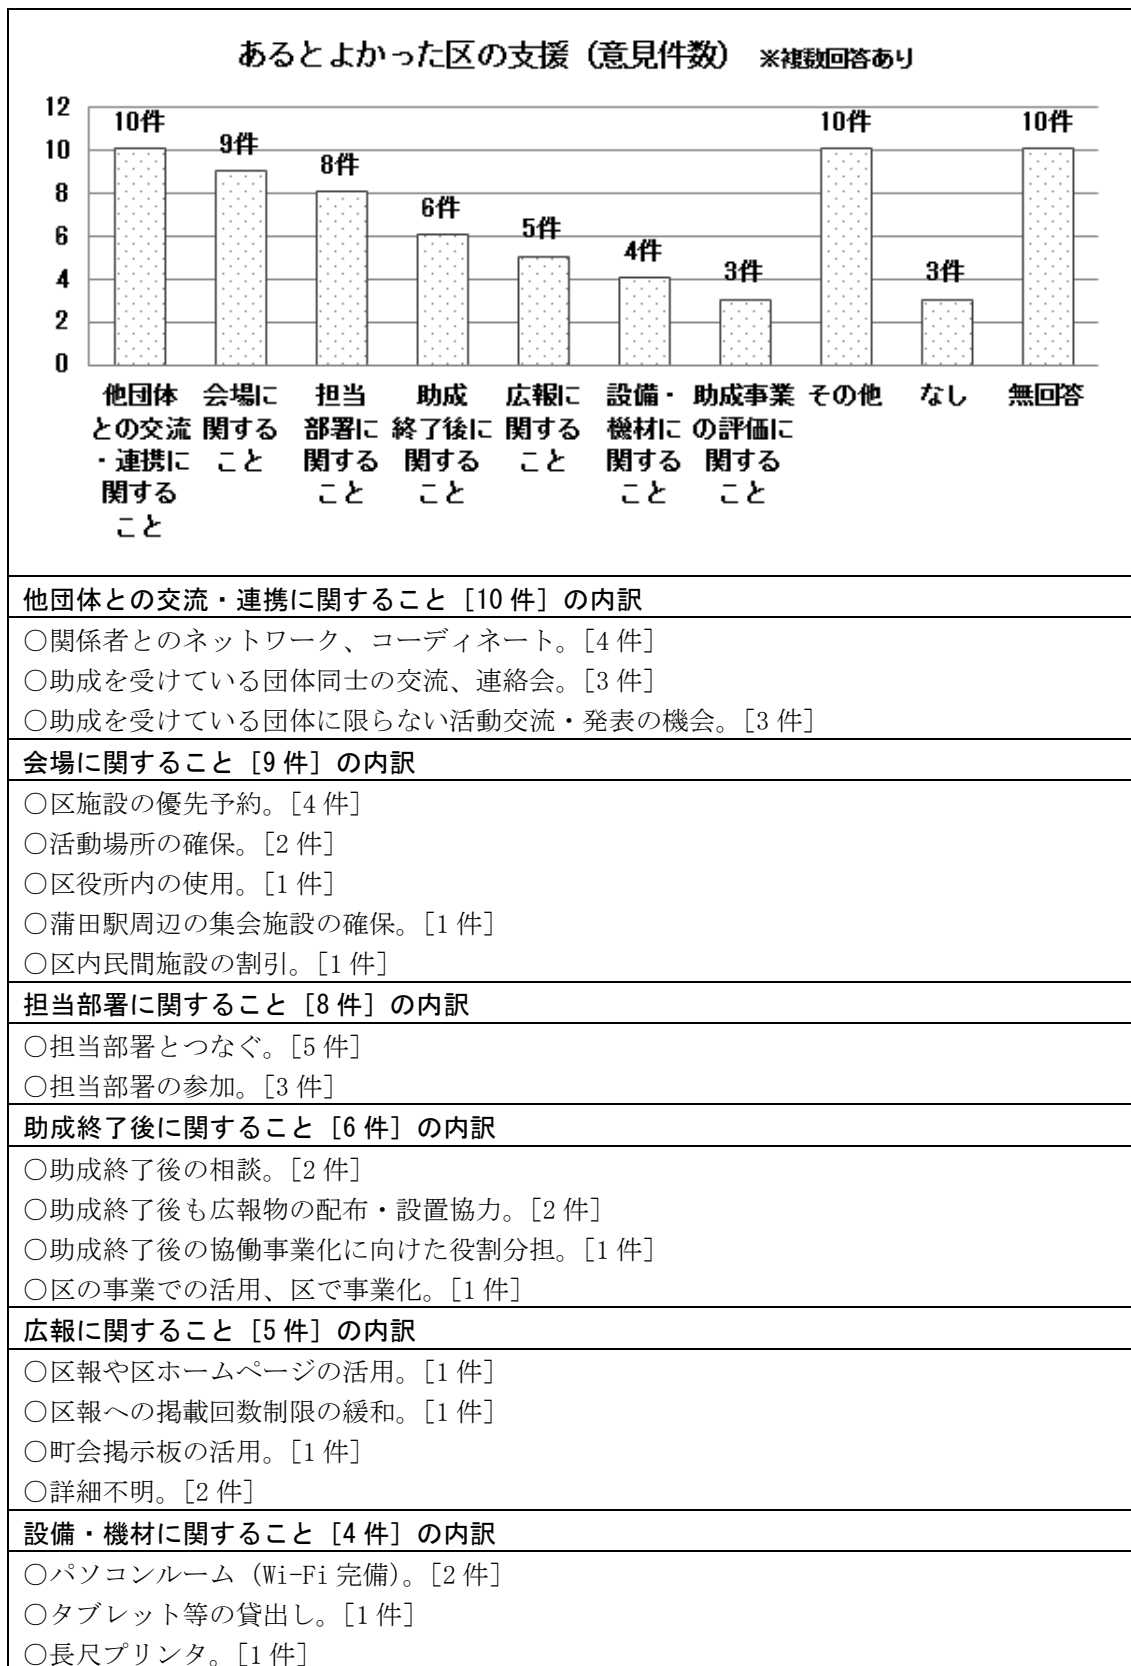 あるとよかった区の支援（意見件数） ※複数回答あり
12
10
8
6
4
2
0
10件
9件
8件
6件
5件
4件
3件
10件
3件
10件
他団体
との交流
・連携に
関する
こと
会場に
関する
こと
担当
部署に
関する
こと
助成
終了後に
関する
こと
広報に
関する
こと
設備・
機材に
関する
こと
助成事業
の評価に
関する
こと
その他
なし
無回答
他団体との交流・連携に関すること［10件］の内訳
○関係者とのネットワーク、コーディネート。［4件］
○助成を受けている団体同士の交流、連絡会。［3件］
○助成を受けている団体に限らない活動交流・発表の機会。［3件］
会場に関すること［9件］の内訳
○区施設の優先予約。［4件］
○活動場所の確保。［2件］
○区役所内の使用。［1件］
○蒲田駅周辺の集会施設の確保。［1件］
○区内民間施設の割引。［1件］
担当部署に関すること［8件］の内訳
○担当部署とつなぐ。［5件］
○担当部署の参加。［3件］
助成終了後に関すること［6件］の内訳
○助成終了後の相談。［2件］
○助成終了後も広報物の配布・設置協力。［2件］
○助成終了後の協働事業化に向けた役割分担。［1件］
○区の事業での活用、区で事業化。［1件］
広報に関すること［5件］の内訳
○区報や区ホームページの活用。［1件］
○区報への掲載回数制限の緩和。［1件］
○町会掲示板の活用。［1件］
○詳細不明。［2件］
設備・機材に関すること［4件］の内訳
○パソコンルーム（Wi-Fi完備）。［2件］
○タブレット等の貸出し。［1件］
○長尺プリンタ。［1件］